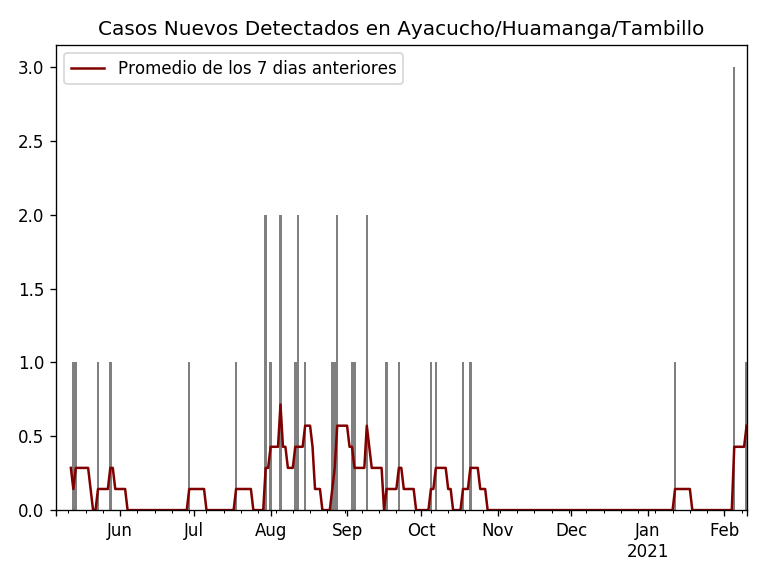 Casos Nuevos Detectados en Ayacucho/Huamanga/Tambillo
Promedio de los 7 dias anteriores
3.0
2.5
2.0
1.5
1.0
0.5
0.0
Jun Jul Aug Sep Oct Nov Dec Jan Feb
2021